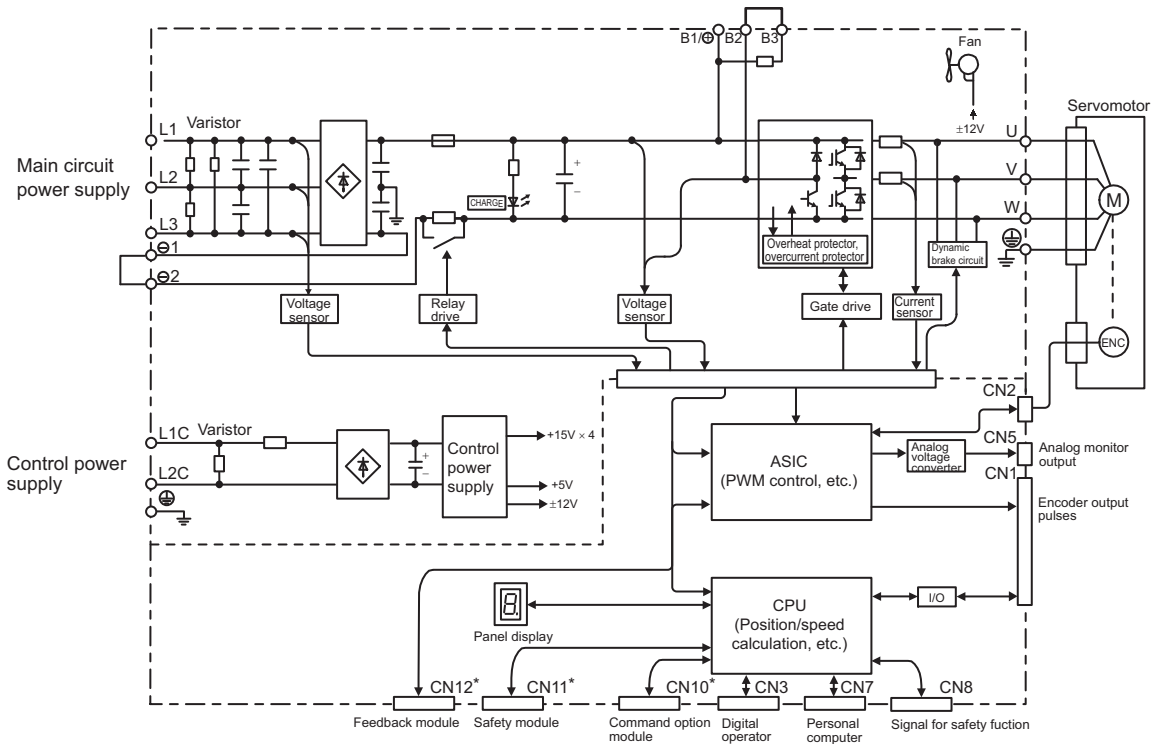 B1/⊕ B2 B3
Fan
±12V
Servomotor
Main circuit
power supply
L1
Varistor
L2
L3
⊖1
⊖2
CHARGE
+
−
Overheat protector,
overcurrent protector
U
V
W
M
Dynamic
brake circuit
Voltage
sensor
Relay
drive
Voltage
sensor
Gate drive
Current
sensor
ENC
CN2
Control power
supply
L1C
Varistor
L2C
+
−
Control
power
supply
+15V × 4
+5V
±12V
ASIC
(PWM control, etc.)
Analog
voltage
converter
CN5
Analog monitor
output
CN1
Encoder output
pulses
8.
Panel display
CPU
(Position/speed
calculation, etc.)
I/O
CN12*
CN11*
CN10*
CN3
CN7
CN8
Feedback module
Safety module
Command option
module
Digital
operator
Personal
computer
Signal for safety fuction